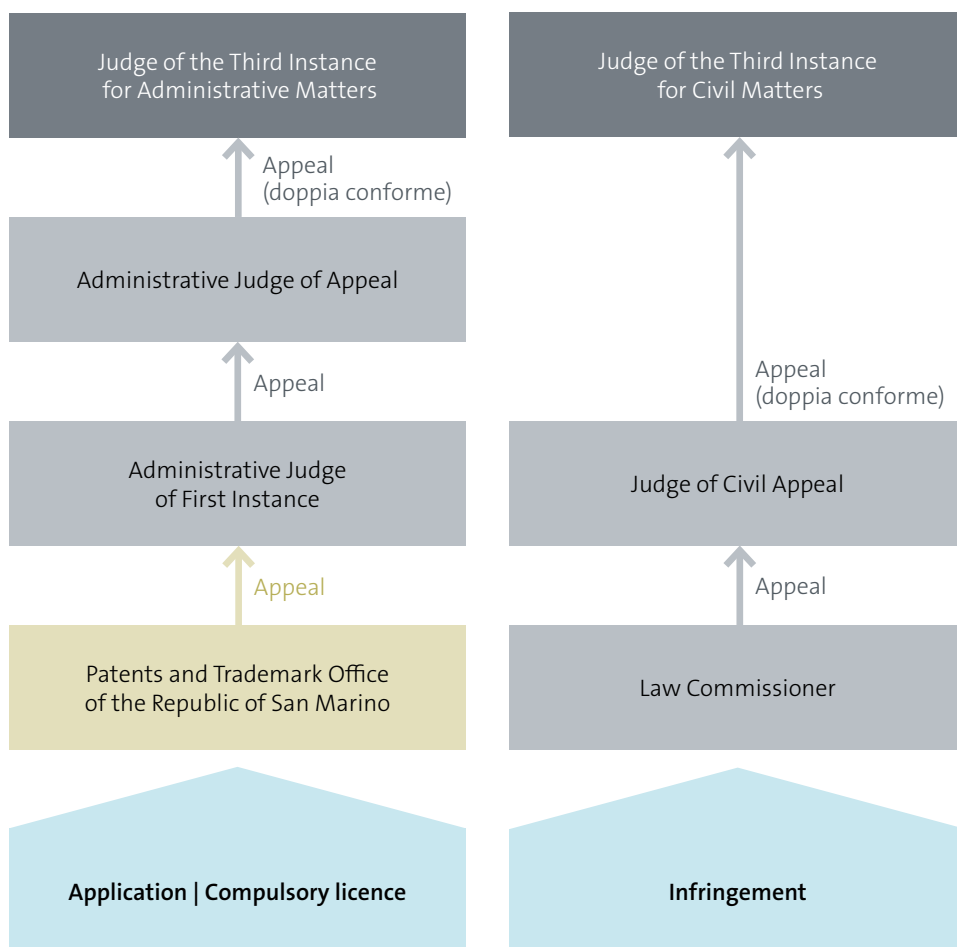 Judge of the Third Instance
for Administrative Matters
Appeal
(doppia conforme)
Administrative Judge of Appeal
Appeal
Administrative Judge
of First Instance
Appeal
Patents and Trademark Office
of the Republic of San Marino
Application | Compulsory licence
Judge of the Third Instance
for Civil Matters
Appeal
(doppia conforme)
Judge of Civil Appeal
Appeal
Law Commissioner
Infringement